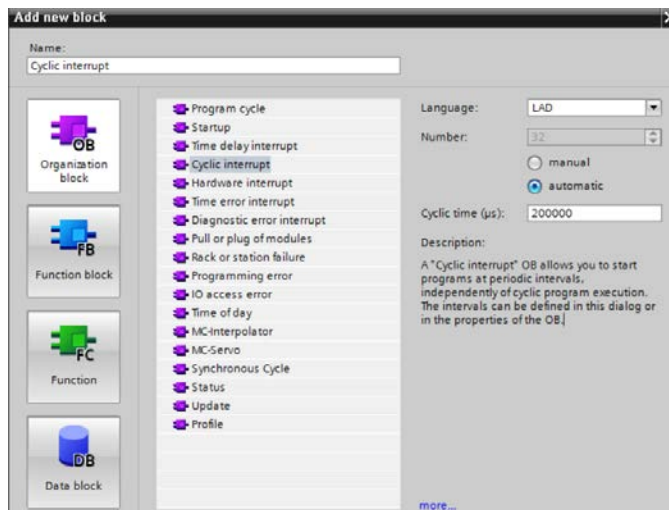 Add new block
Name:
Cyclic interrupt
OB
Organization
block
FB
Function block
FC
Function
DB
Data block
Program cycle
Startup
Time delay interrupt
Cyclic interrupt
Hardware interrupt
Time error interrupt
Diagnostic error interrupt
Pull or plug of modules
Rack or station failure
Programming error
IO access error
Time of day
MC-Interpolator
MC-Servo
Synchronous Cycle
Status
Update
Profile
Language: LAD
Number: 32
manual
automatic
Cyclic time (µs): 200000
Description:
A "Cyclic interrupt" OB allows you to start
programs at periodic intervals,
independently of cyclic program execution.
The intervals can be defined in this dialog or
in the properties of the OB.
more...